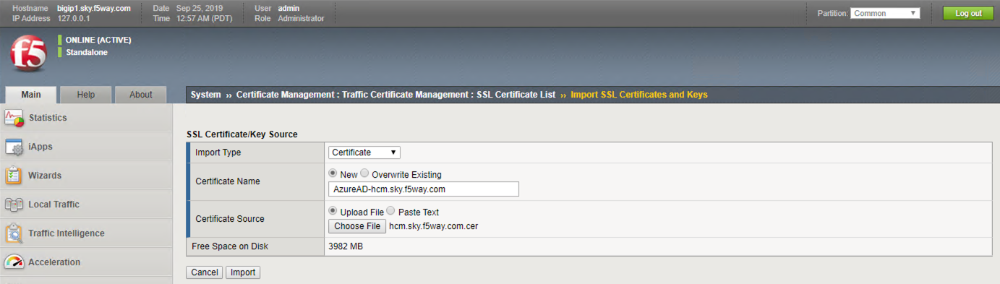 Hostname bigip1.sky.f5way.com Date Sep 25, 2019 User admin
IP Address 127.0.0.1 Time 12:57 AM (PDT) Role Administrator
Partition: Common Log out
f5
ONLINE (ACTIVE)
Standalone
Main Help About
System ›› Certificate Management : Traffic Certificate Management : SSL Certificate List ›› Import SSL Certificates and Keys
Statistics
iApps
Wizards
Local Traffic
Traffic Intelligence
Acceleration
SSL Certificate/Key Source
Import Type Certificate
Certificate Name New Overwrite Existing
AzureAD-hcm.sky.f5way.com
Certificate Source Upload File Paste Text
Choose File hcm.sky.f5way.com.cer
Free Space on Disk 3982 MB
Cancel Import